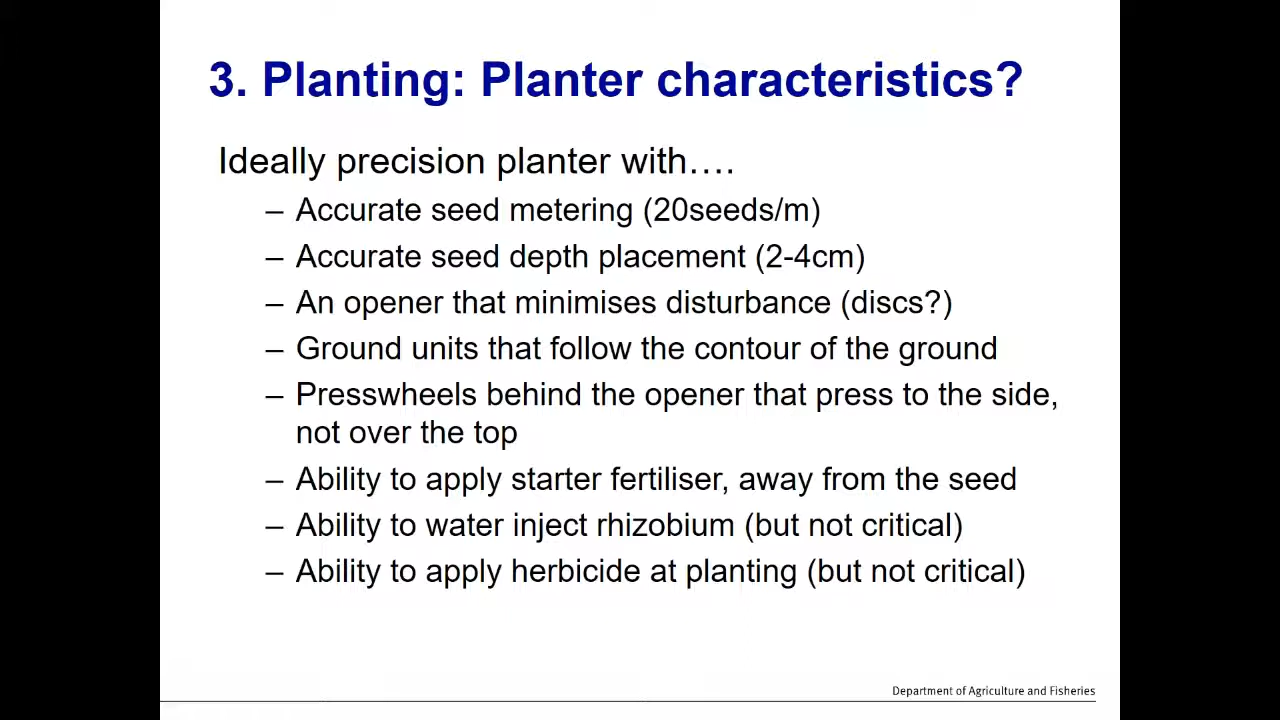 3. Planting: Planter characteristics?
Ideally precision planter with….
– Accurate seed metering (20seeds/m)
– Accurate seed depth placement (2-4cm)
– An opener that minimises disturbance (discs?)
– Ground units that follow the contour of the ground
– Presswheels behind the opener that press to the side,
not over the top
– Ability to apply starter fertiliser, away from the seed
– Ability to water inject rhizobium (but not critical)
– Ability to apply herbicide at planting (but not critical)
Department of Agriculture and Fisheries